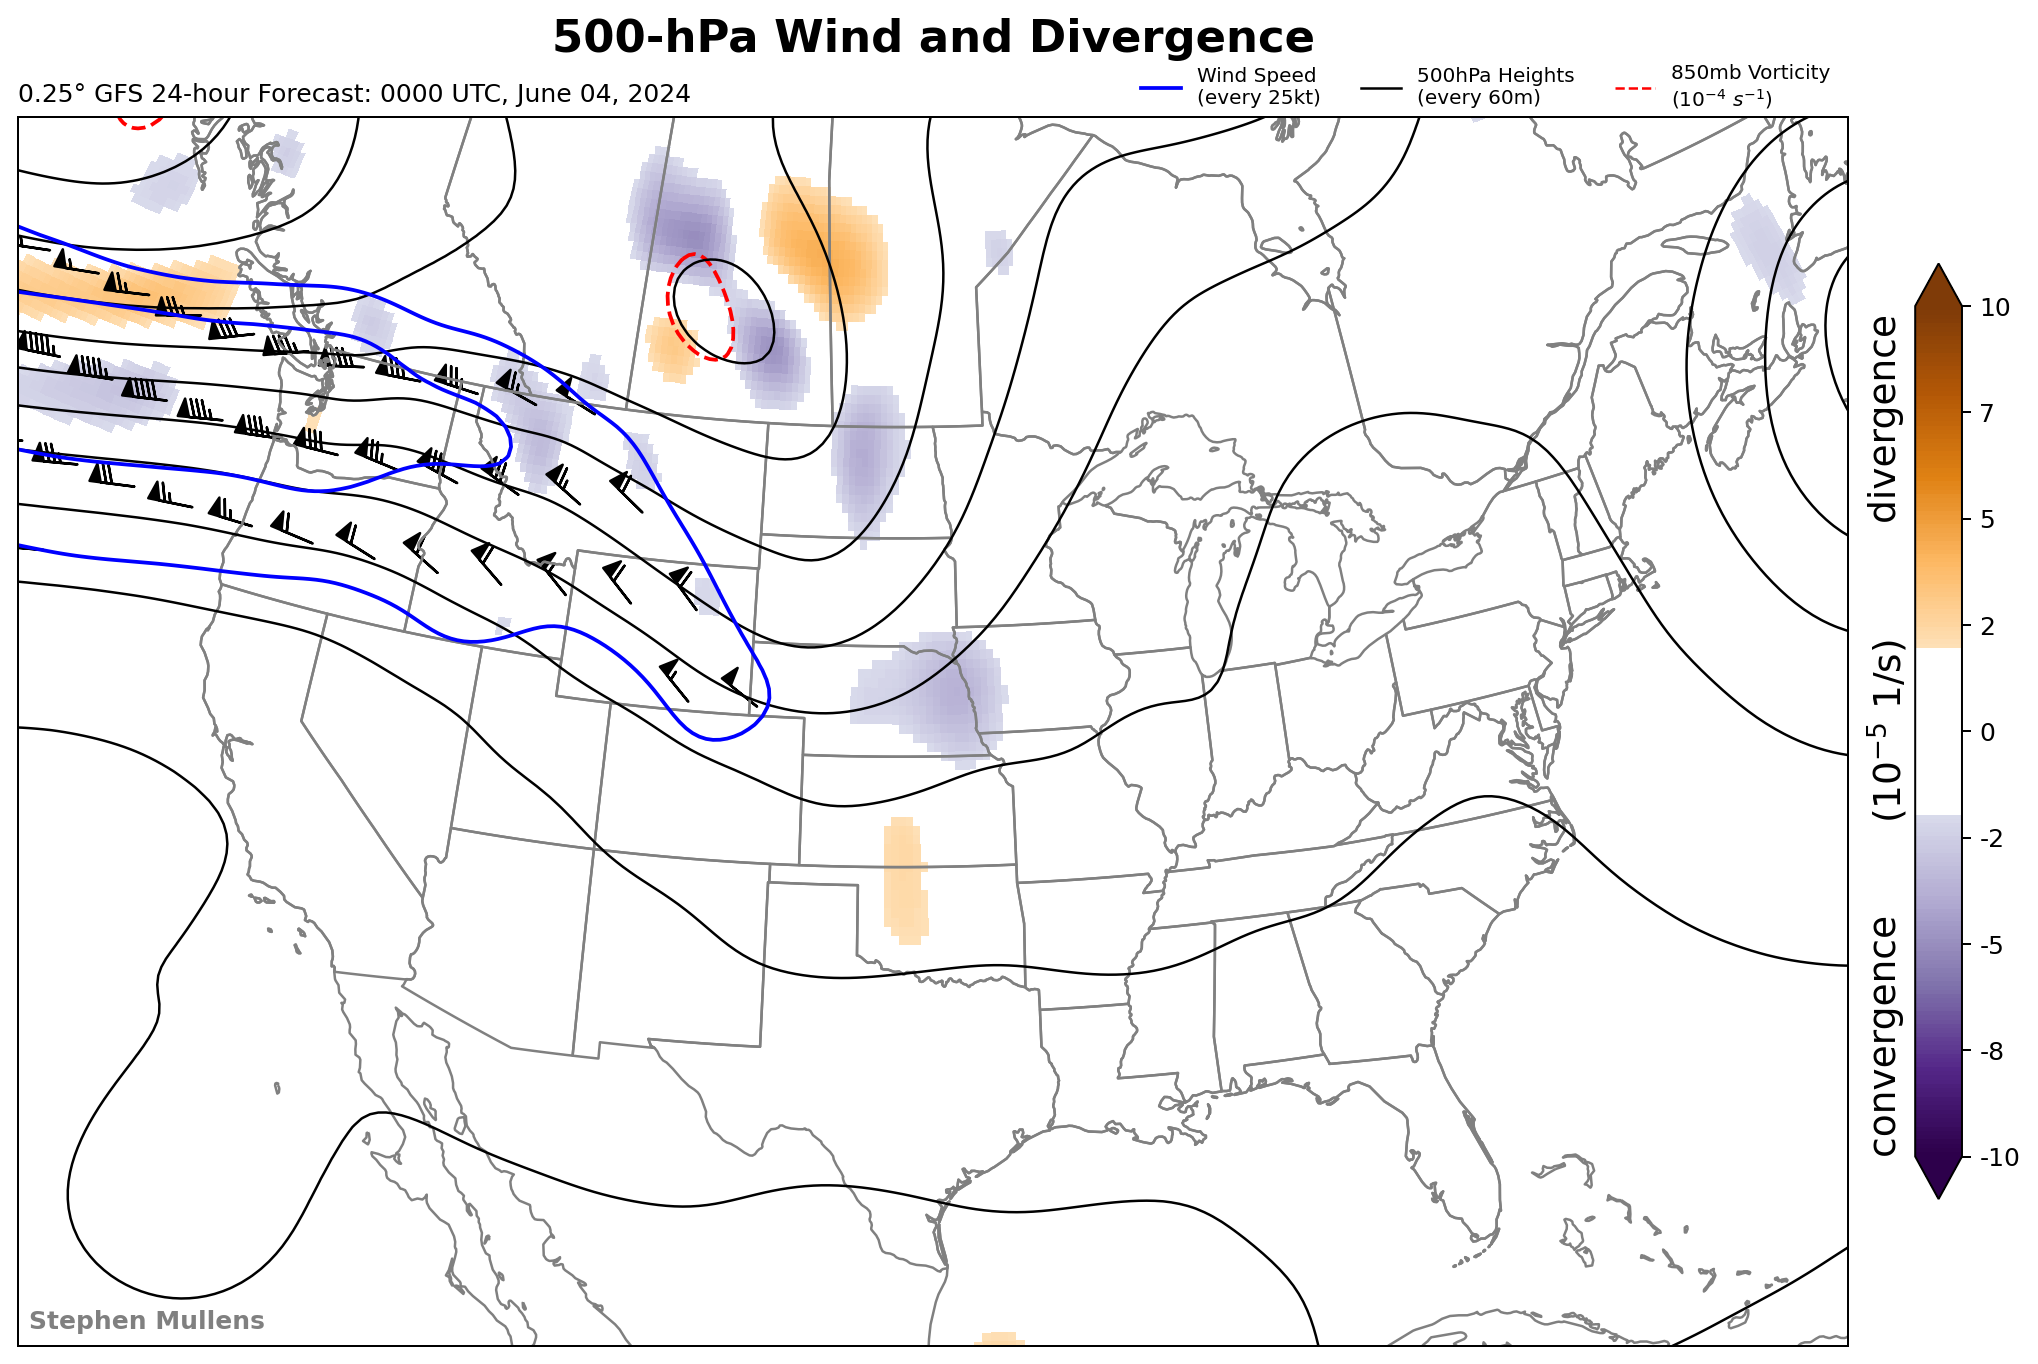 500-hPa Wind and Divergence
0.25° GFS 24-hour Forecast: 0000 UTC, June 04, 2024
Wind Speed
(every 25kt)
500hPa Heights
(every 60m)
850mb Vorticity
(10⁻⁴ s⁻¹)
10
7
5
2
0
-2
-5
-8
-10
convergence (10⁻⁵ 1/s) divergence
Stephen Mullens